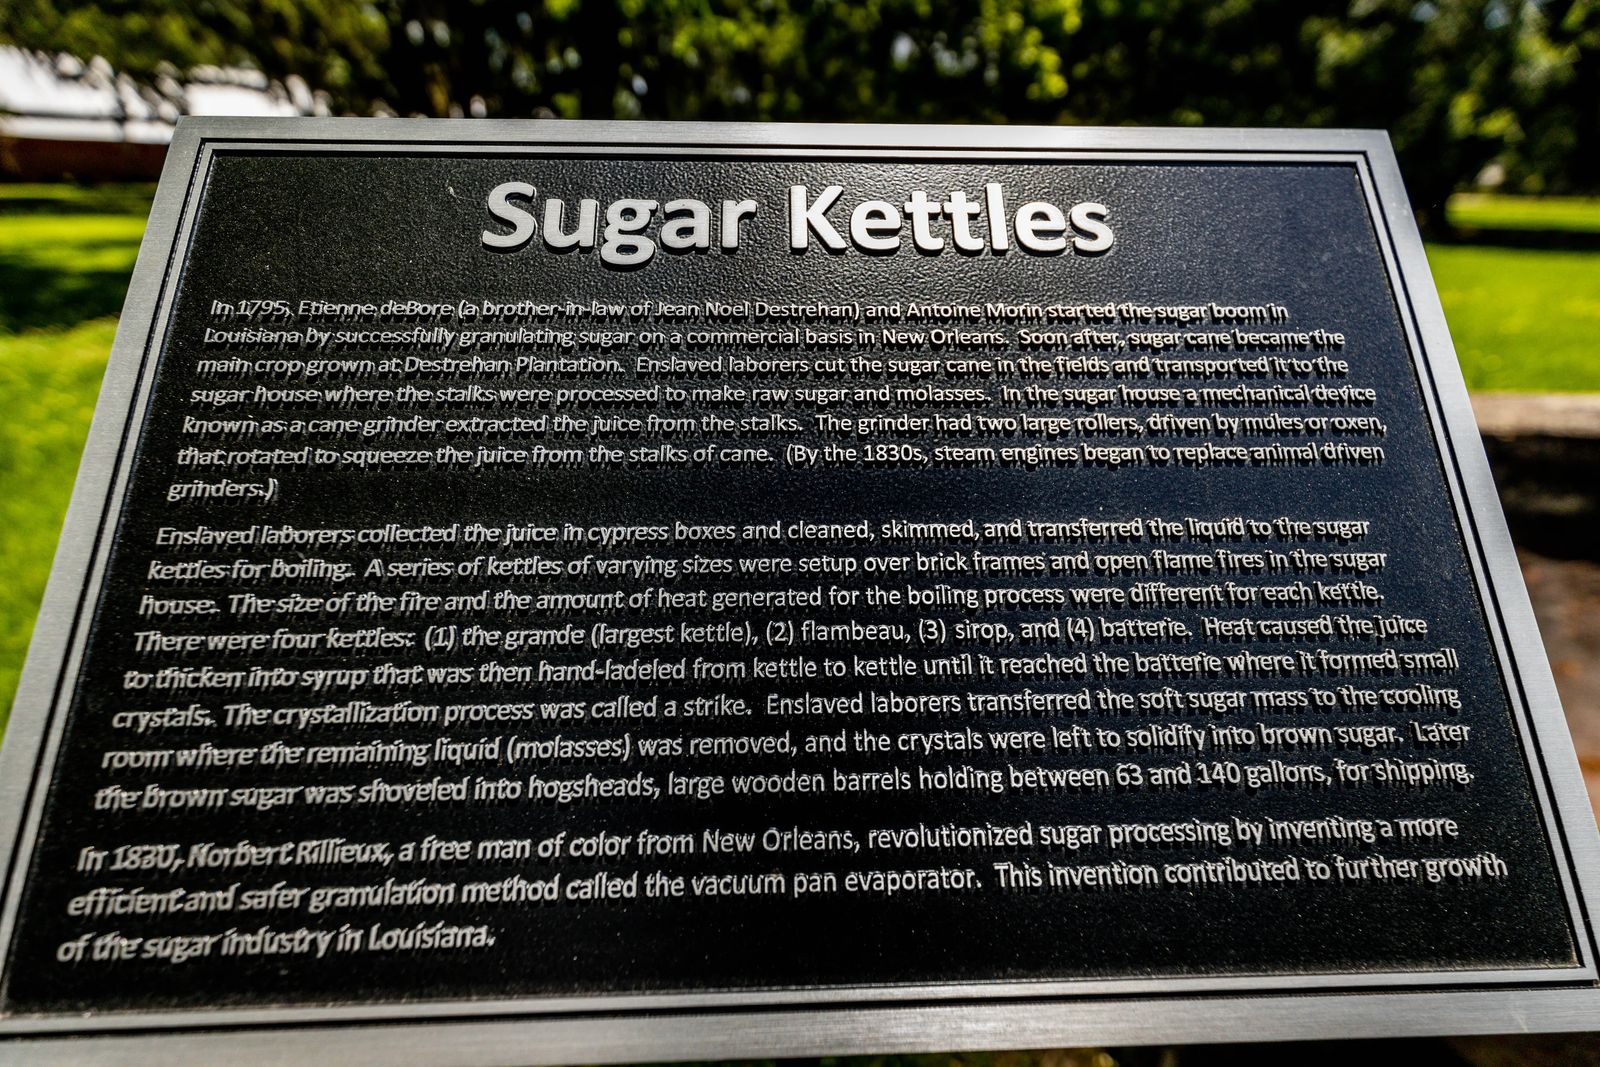 Sugar Kettles
In 1795, Etienne deBore (a brother-in-law of Jean Noel Destrehan) and Antoine Morin started the sugar boom in
Louisiana by successfully granulating sugar on a commercial basis in New Orleans. Soon after, sugar cane became the
main crop grown at Destrehan Plantation. Enslaved laborers cut the sugar cane in the fields and transported it to the
sugar house where the stalks were processed to make raw sugar and molasses. In the sugar house a mechanical device
known as a cane grinder extracted the juice from the stalks. The grinder had two large rollers, driven by mules or oxen,
that rotated to squeeze the juice from the stalks of cane. (By the 1830s, steam engines began to replace animal driven
grinders.)
Enslaved laborers collected the juice in cypress boxes and cleaned, skimmed, and transferred the liquid to the sugar
kettles for boiling. A series of kettles of varying sizes were setup over brick frames and open flame fires in the sugar
house. The size of the fire and the amount of heat generated for the boiling process were different for each kettle.
There were four kettles: (1) the grande (largest kettle), (2) flambeau, (3) sirop, and (4) batterie. Heat caused the juice
to thicken into syrup that was then hand-ladeled from kettle to kettle until it reached the batterie where it formed small
crystals. The crystallization process was called a strike. Enslaved laborers transferred the soft sugar mass to the cooling
room where the remaining liquid (molasses) was removed, and the crystals were left to solidify into brown sugar. Later
the brown sugar was shoveled into hogsheads, large wooden barrels holding between 63 and 140 gallons, for shipping.
In 1830, Norbert Rillieux, a free man of color from New Orleans, revolutionized sugar processing by inventing a more
efficient and safer granulation method called the vacuum pan evaporator. This invention contributed to further growth
of the sugar industry in Louisiana.